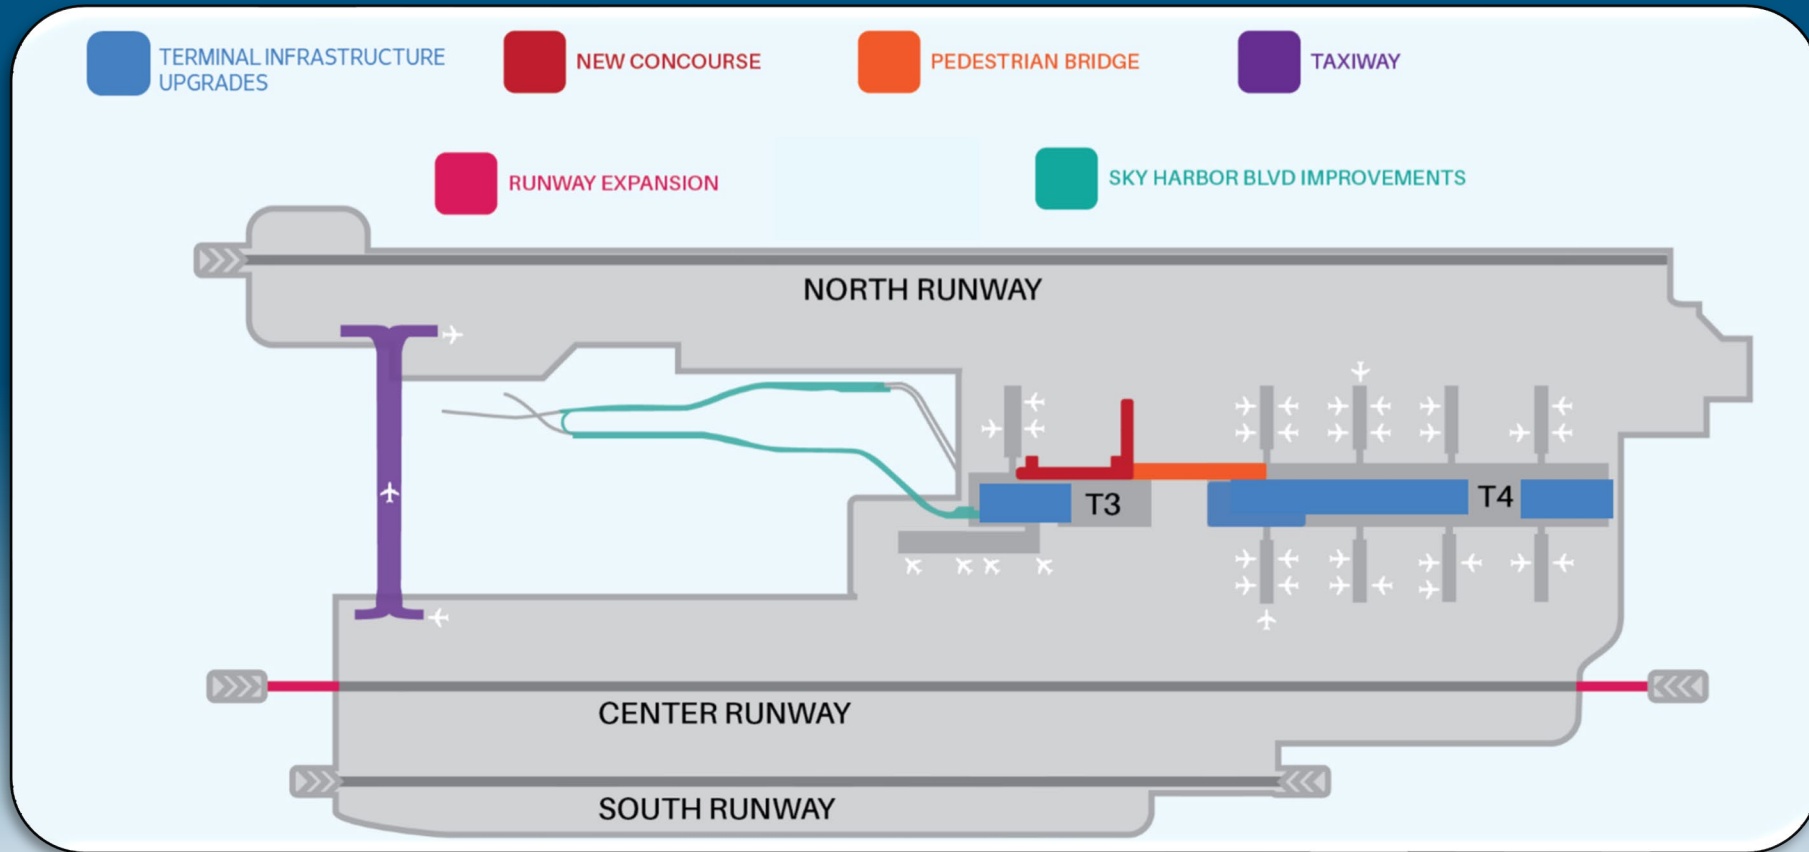 TERMINAL INFRASTRUCTURE
UPGRADES
NEW CONCOURSE
PEDESTRIAN BRIDGE
TAXIWAY
RUNWAY EXPANSION
SKY HARBOR BLVD IMPROVEMENTS
NORTH RUNWAY
T3
T4
CENTER RUNWAY
SOUTH RUNWAY